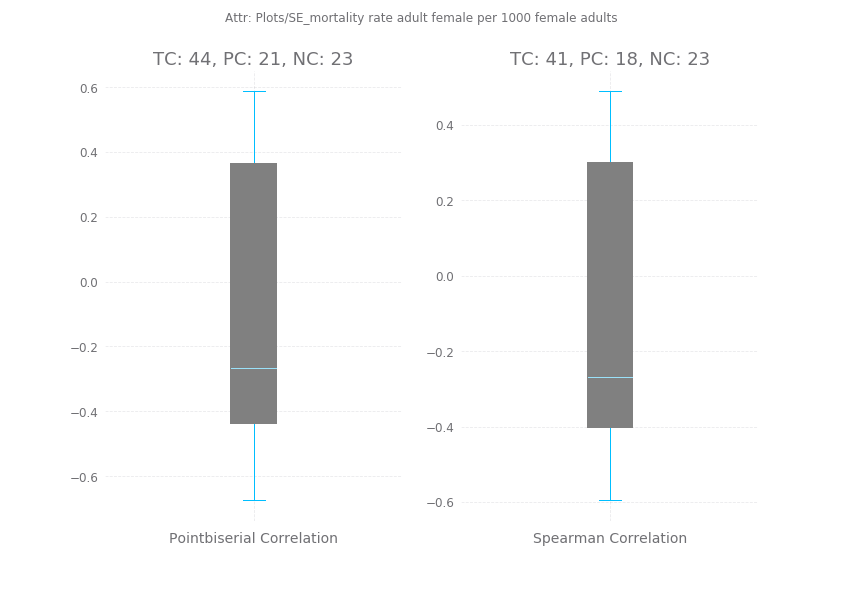 Attr: Plots/SE_mortality rate adult female per 1000 female adults
TC: 44, PC: 21, NC: 23
0.6
0.4
0.2
0.0
−0.2
−0.4
−0.6
Pointbiserial Correlation
TC: 41, PC: 18, NC: 23
0.4
0.2
0.0
−0.2
−0.4
−0.6
Spearman Correlation